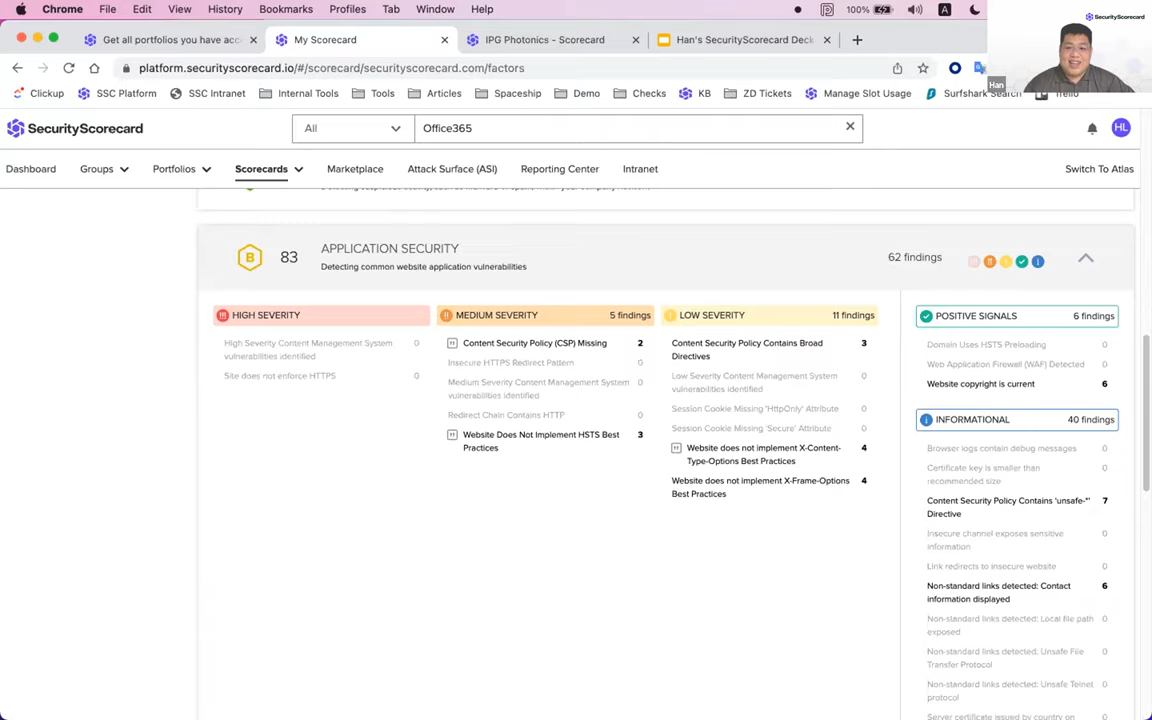 Chrome File Edit View History Bookmarks Profiles Tab Window Help 100% A
SecurityScorecard
Get all portfolios you have acc
My Scorecard
IPG Photonics - Scorecard
Han's SecurityScorecard Deck
platform.securityscorecard.io/#/scorecard/securityscorecard.com/factors
Han
Clickup SSC Platform SSC Intranet Internal Tools Tools Articles Spaceship Demo Checks KB ZD Tickets Manage Slot Usage Surfshark Search Trello
SecurityScorecard
All
Office365
HL
Dashboard Groups Portfolios Scorecards Marketplace Attack Surface (ASI) Reporting Center Intranet Switch To Atlas
B 83
APPLICATION SECURITY
Detecting common website application vulnerabilities
62 findings
HIGH SEVERITY
High Severity Content Management System 0
vulnerabilities identified
Site does not enforce HTTPS 0
MEDIUM SEVERITY 5 findings
Content Security Policy (CSP) Missing 2
Insecure HTTPS Redirect Pattern 0
Medium Severity Content Management System 0
vulnerabilities identified
Redirect Chain Contains HTTP 0
Website Does Not Implement HSTS Best 3
Practices
LOW SEVERITY 11 findings
Content Security Policy Contains Broad 3
Directives
Low Severity Content Management System 0
vulnerabilities identified
Session Cookie Missing 'HttpOnly' Attribute 0
Session Cookie Missing 'Secure' Attribute 0
Website does not implement X-Content- 4
Type-Options Best Practices
Website does not implement X-Frame-Options 4
Best Practices
POSITIVE SIGNALS 6 findings
Domain Uses HSTS Preloading 0
Web Application Firewall (WAF) Detected 0
Website copyright is current 6
INFORMATIONAL 40 findings
Browser logs contain debug messages 0
Certificate key is smaller than 0
recommended size
Content Security Policy Contains 'unsafe-*' 7
Directive
Insecure channel exposes sensitive 0
information
Link redirects to insecure website 0
Non-standard links detected: Contact 6
information displayed
Non-standard links detected: Local file path 0
exposed
Non-standard links detected: Unsafe File 0
Transfer Protocol
Non-standard links detected: Unsafe Telnet 0
protocol
Server certificate issued by country on 0